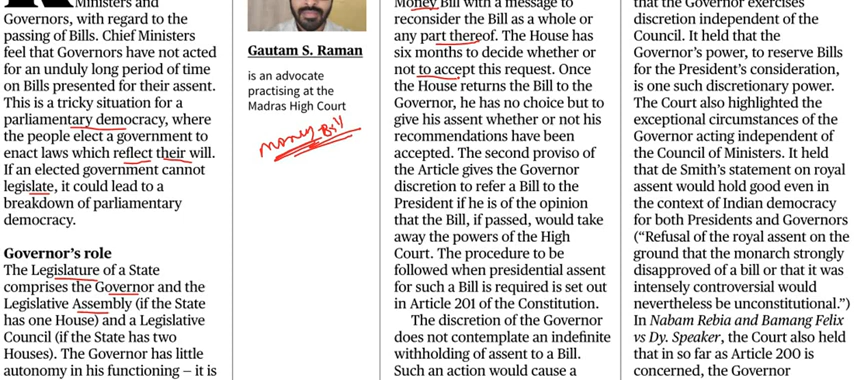 Ministers and
Governors, with regard to the
passing of Bills. Chief Ministers
feel that Governors have not acted
for an unduly long period of time
on Bills presented for their assent.
This is a tricky situation for a
parliamentary democracy, where
the people elect a government to
enact laws which reflect their will.
If an elected government cannot
legislate, it could lead to a
breakdown of parliamentary
democracy.
Governor's role
The Legislature of a State
comprises the Governor and the
Legislative Assembly (if the State
has one House) and a Legislative
Council (if the State has two
Houses). The Governor has little
autonomy in his functioning – it is
Gautam S. Raman
is an advocate
practising at the
Madras High Court
Money Bill
Money Bill with a message to
reconsider the Bill as a whole or
any part thereof. The House has
six months to decide whether or
not to accept this request. Once
the House returns the Bill to the
Governor, he has no choice but to
give his assent whether or not his
recommendations have been
accepted. The second proviso of
the Article gives the Governor
discretion to refer a Bill to the
President if he is of the opinion
that the Bill, if passed, would take
away the powers of the High
Court. The procedure to be
followed when presidential assent
for such a Bill is required is set out
in Article 201 of the Constitution.
The discretion of the Governor
does not contemplate an indefinite
withholding of assent to a Bill.
Such an action would cause a
that the Governor exercises
discretion independent of the
Council. It held that the
Governor's power, to reserve Bills
for the President's consideration,
is one such discretionary power.
The Court also highlighted the
exceptional circumstances of the
Governor acting independent of
the Council of Ministers. It held
that de Smith's statement on royal
assent would hold good even in
the context of Indian democracy
for both Presidents and Governors
("Refusal of the royal assent on the
ground that the monarch strongly
disapproved of a bill or that it was
intensely controversial would
nevertheless be unconstitutional.")
In Nabam Rebia and Bamang Felix
vs Dy. Speaker, the Court also held
that in so far as Article 200 is
concerned, the Governor